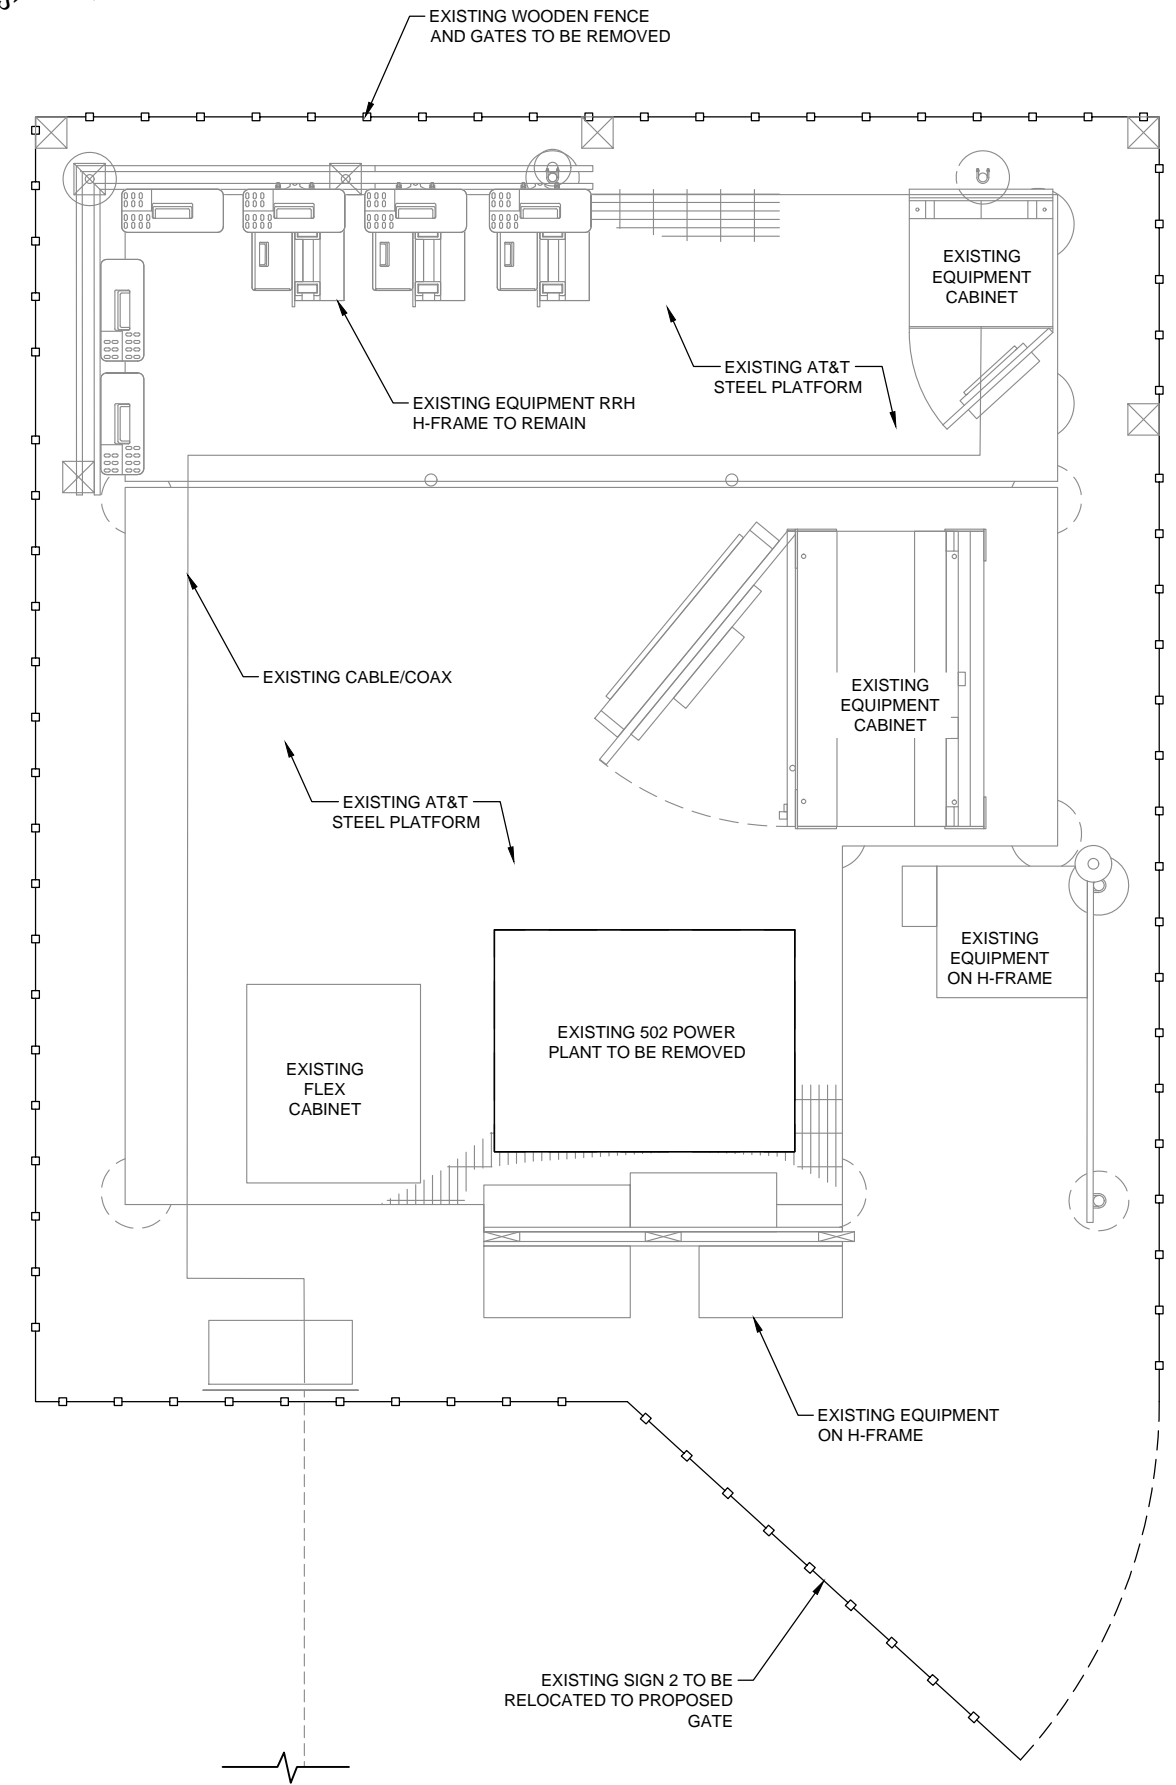 EXISTING WOODEN FENCE
AND GATES TO BE REMOVED
EXISTING
EQUIPMENT
CABINET
EXISTING AT&T
STEEL PLATFORM
EXISTING EQUIPMENT RRH
H-FRAME TO REMAIN
EXISTING CABLE/COAX
EXISTING
EQUIPMENT
CABINET
EXISTING AT&T
STEEL PLATFORM
EXISTING
EQUIPMENT
ON H-FRAME
EXISTING 502 POWER
PLANT TO BE REMOVED
EXISTING
FLEX
CABINET
EXISTING EQUIPMENT
ON H-FRAME
EXISTING SIGN 2 TO BE
RELOCATED TO PROPOSED
GATE